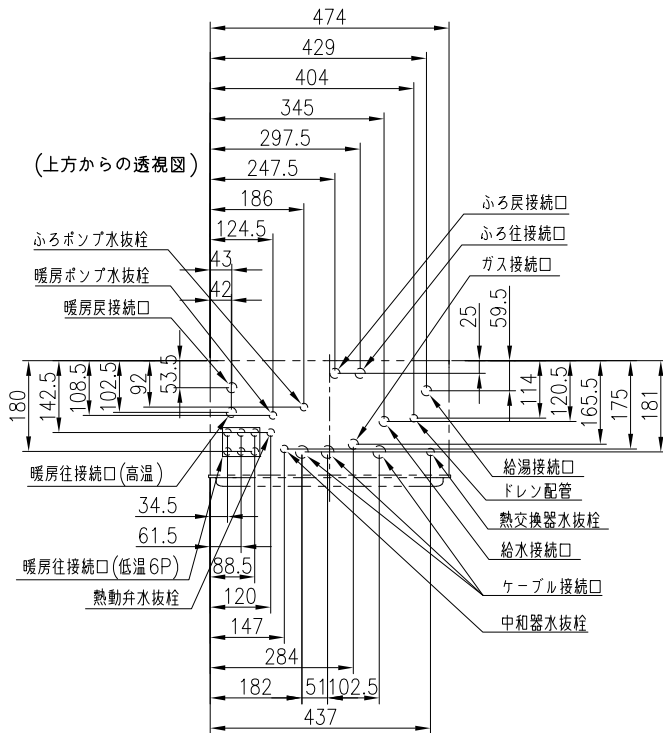 474
429
404
345
297.5
(上方からの透視図)
247.5
186
ふろ戻接続口
124.5
ふろポンプ水抜栓
ふろ往接続口
43
ガス接続口
暖房ポンプ水抜栓
42
暖房戻接続口
25
59.5
180
142.5
108.5
102.5
92
53.5
114
120.5
165.5
175
181
暖房往接続口(高温)
給湯接続口
ドレン配管
34.5
熱交換器水抜栓
61.5
給水接続口
暖房往接続口(低温6P)
88.5
ケーブル接続口
熱動弁水抜栓
120
中和器水抜栓
147
284
182
51
102.5
437